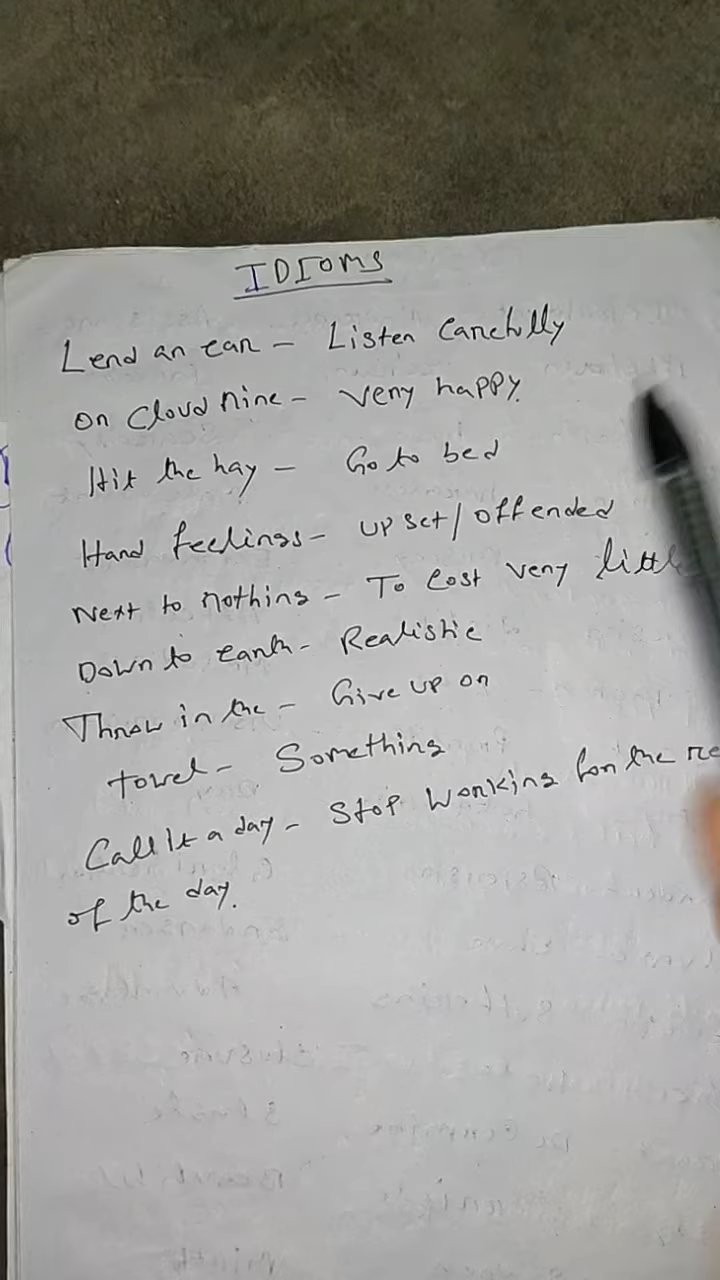 IDIOMS
Lend an ear - Listen Carefully
On Cloud nine - Very happy.
Hit the hay - Go to bed
Hard feelings - upset/offended
Next to nothing - To Cost very little
Down to earth - Realistic
Throw in the - Give up on
towel - Something
Call It a day - Stop Working for the re
of the day.